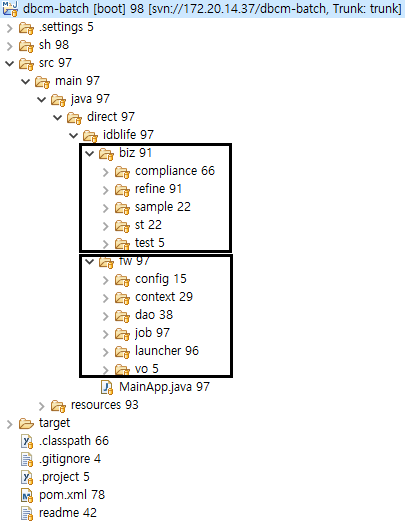 dbcm-batch [boot] 98 [svn://172.20.14.37/dbcm-batch, Trunk: trunk]
.settings 5
sh 98
src 97
main 97
java 97
direct 97
idblife 97
biz 91
compliance 66
refine 91
sample 22
st 22
test 5
fw 97
config 15
context 29
dao 38
job 97
launcher 96
vo 5
MainApp.java 97
resources 93
target
.classpath 66
.gitignore 4
.project 5
pom.xml 78
readme 42